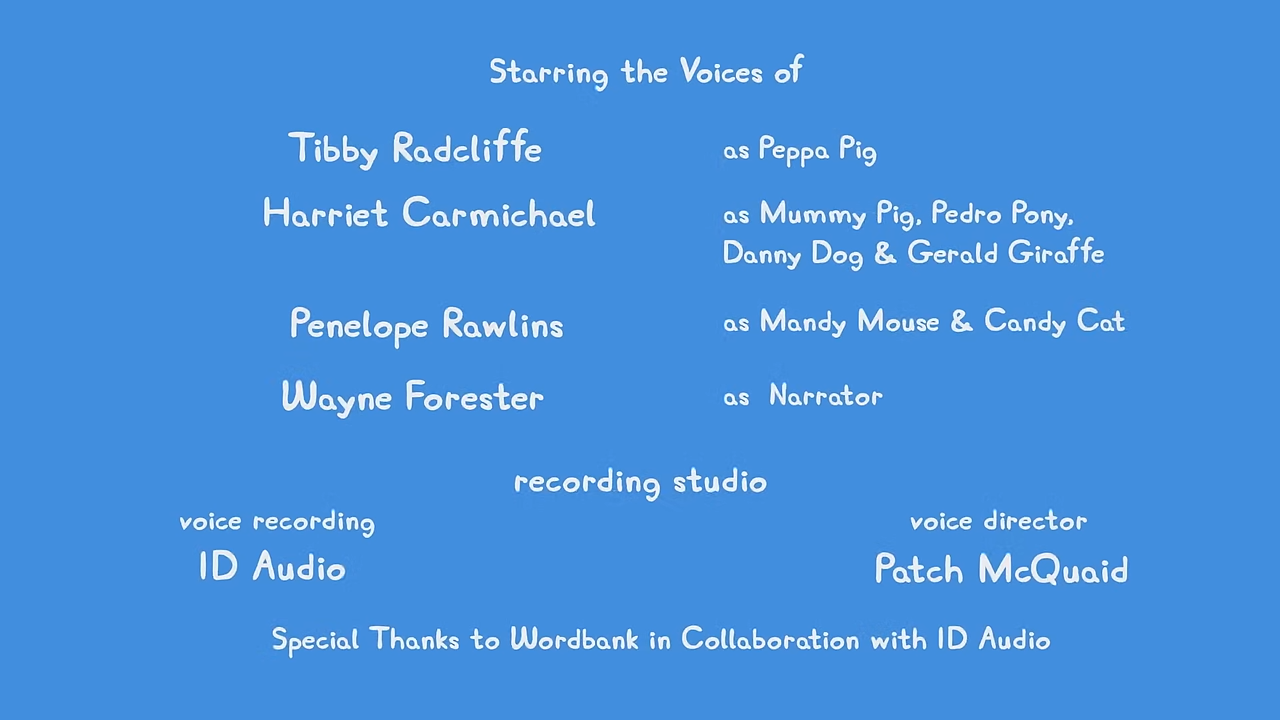 Starring the Voices of
Tibby Radcliffe as Peppa Pig
Harriet Carmichael as Mummy Pig, Pedro Pony,
Danny Dog & Gerald Giraffe
Penelope Rawlins as Mandy Mouse & Candy Cat
Wayne Forester as Narrator
recording studio
voice recording voice director
ID Audio Patch McQuaid
Special Thanks to Wordbank in Collaboration with ID Audio